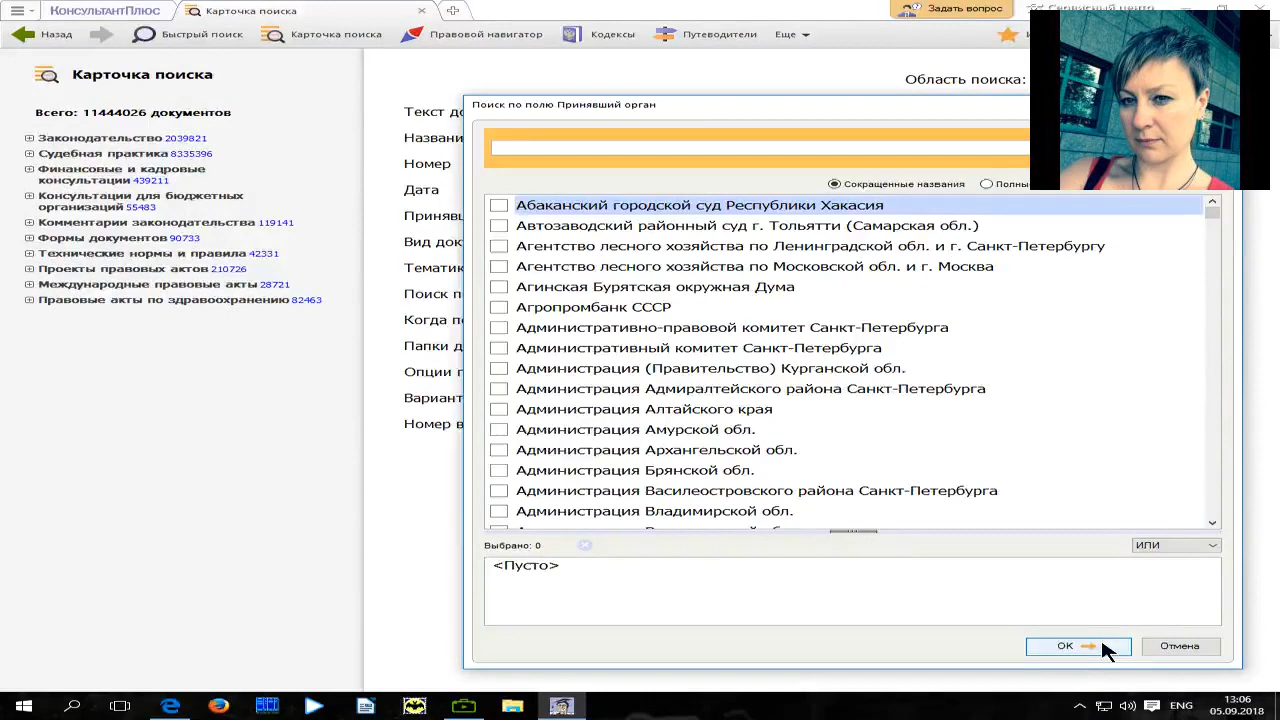 КонсультантПлюс
Карточка поиска
Задать вопрос
Сервисный центр
Назад
Быстрый поиск
Карточка поиска
Правовой навигатор
Кодексы
Путеводители
Еще
Карточка поиска
Область поиска:
Всего: 11444026 документов
Законодательство 2039821
Судебная практика 8335396
Финансовые и кадровые
консультации 439211
Консультации для бюджетных
организаций 55483
Комментарии законодательства 119141
Формы документов 90733
Технические нормы и правила 42331
Проекты правовых актов 210726
Международные правовые акты 28721
Правовые акты по здравоохранению 82463
Текст д
Названи
Номер
Дата
Принявш
Вид док
Тематик
Поиск п
Когда п
Папки д
Опции п
Вариант
Номер в
Поиск по полю Принявший орган
Сокращенные названия
Полны
Абаканский городской суд Республики Хакасия
Автозаводский районный суд г. Тольятти (Самарская обл.)
Агентство лесного хозяйства по Ленинградской обл. и г. Санкт-Петербургу
Агентство лесного хозяйства по Московской обл. и г. Москва
Агинская Бурятская окружная Дума
Агропромбанк СССР
Административно-правовой комитет Санкт-Петербурга
Административный комитет Санкт-Петербурга
Администрация (Правительство) Курганской обл.
Администрация Адмиралтейского района Санкт-Петербурга
Администрация Алтайского края
Администрация Амурской обл.
Администрация Архангельской обл.
Администрация Брянской обл.
Администрация Василеостровского района Санкт-Петербурга
Администрация Владимирской обл.
Выбрано: 0
ИЛИ
<Пусто>
ОК
Отмена
ENG
13:06
05.09.2018